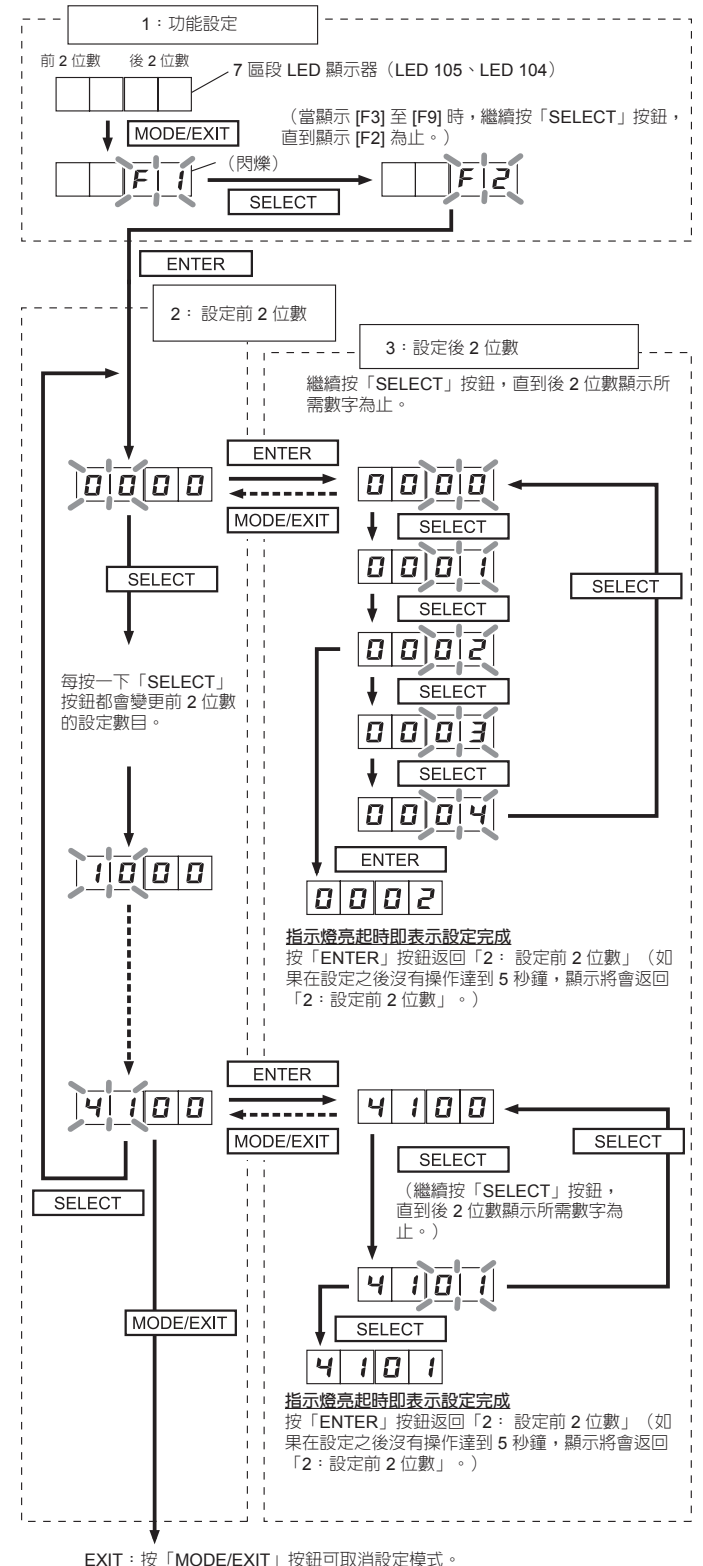 1：功能設定
前 2 位數 後 2 位數
7 區段 LED 顯示器（LED 105、LED 104）
（當顯示 [F3] 至 [F9] 時，繼續按「SELECT」按鈕，
直到顯示 [F2] 為止。）
MODE/EXIT
F 1
（閃爍）
SELECT
F 2
ENTER
2： 設定前 2 位數
3：設定後 2 位數
繼續按「SELECT」按鈕，直到後 2 位數顯示所
需數字為止。
0 0 0 0
ENTER
MODE/EXIT
0 0 0 0
SELECT
0 0 0 1
SELECT
SELECT
SELECT
0 0 0 2
每按一下「SELECT」
按鈕都會變更前 2 位數
的設定數目。
SELECT
0 0 0 3
SELECT
0 0 0 4
1 0 0 0
ENTER
0 0 0 2
指示燈亮起時即表示設定完成
按「ENTER」按鈕返回「2： 設定前 2 位數」（如
果在設定之後沒有操作達到 5 秒鐘，顯示將會返回
「2：設定前 2 位數」。）
4 1 0 0
ENTER
MODE/EXIT
4 1 0 0
SELECT
SELECT
SELECT
（繼續按「SELECT」按鈕，
直到後 2 位數顯示所需數字為
止。）
4 1 0 1
MODE/EXIT
SELECT
4 1 0 1
指示燈亮起時即表示設定完成
按「ENTER」按鈕返回「2： 設定前 2 位數」（如
果在設定之後沒有操作達到 5 秒鐘，顯示將會返回
「2：設定前 2 位數」。）
EXIT：按「MODE/EXIT」按鈕可取消設定模式。